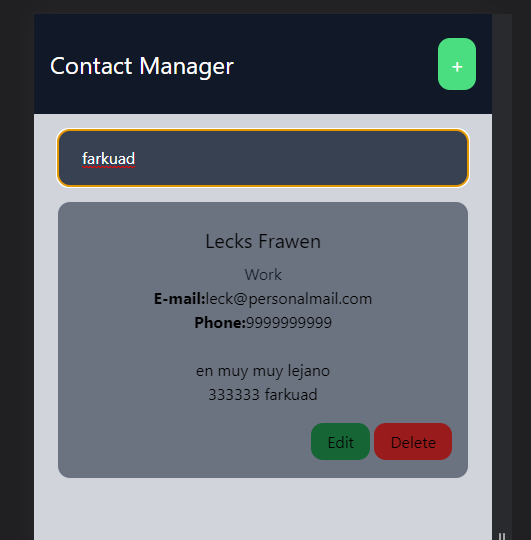 Contact Manager
+
farkuad
Lecks Frawen
Work
E-mail:leck@personalmail.com
Phone:9999999999
en muy muy lejano
333333 farkuad
Edit Delete